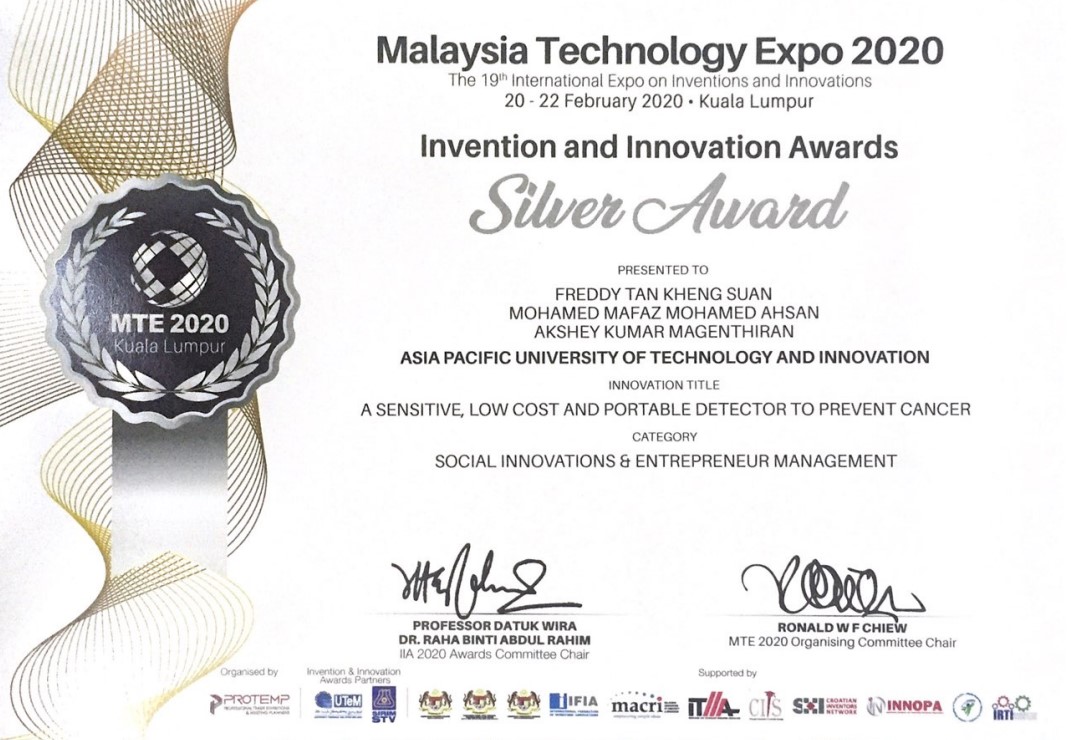 Malaysia Technology Expo 2020
The 19th International Expo on Inventions and Innovations
20 - 22 February 2020 • Kuala Lumpur
Invention and Innovation Awards
Silver Award
MTE 2020
Kuala Lumpur
PRESENTED TO
FREDDY TAN KHENG SUAN
MOHAMED MAFAZ MOHAMED AHSAN
AKSHEY KUMAR MAGENTHIRAN
ASIA PACIFIC UNIVERSITY OF TECHNOLOGY AND INNOVATION
INNOVATION TITLE
A SENSITIVE, LOW COST AND PORTABLE DETECTOR TO PREVENT CANCER
CATEGORY
SOCIAL INNOVATIONS & ENTREPRENEUR MANAGEMENT
PROFESSOR DATUK WIRA
DR. RAHA BINTI ABDUL RAHIM
IIA 2020 Awards Committee Chair
RONALD W F CHIEW
MTE 2020 Organising Committee Chair
Organised by
Invention & Innovation
Awards Partners
Supported by
PROTEMP
UTeM
SIRIM
STV
IFIA
macri
CIIS
CROATIAN
INVENTORS
NETWORK
INNOPA
IRTI